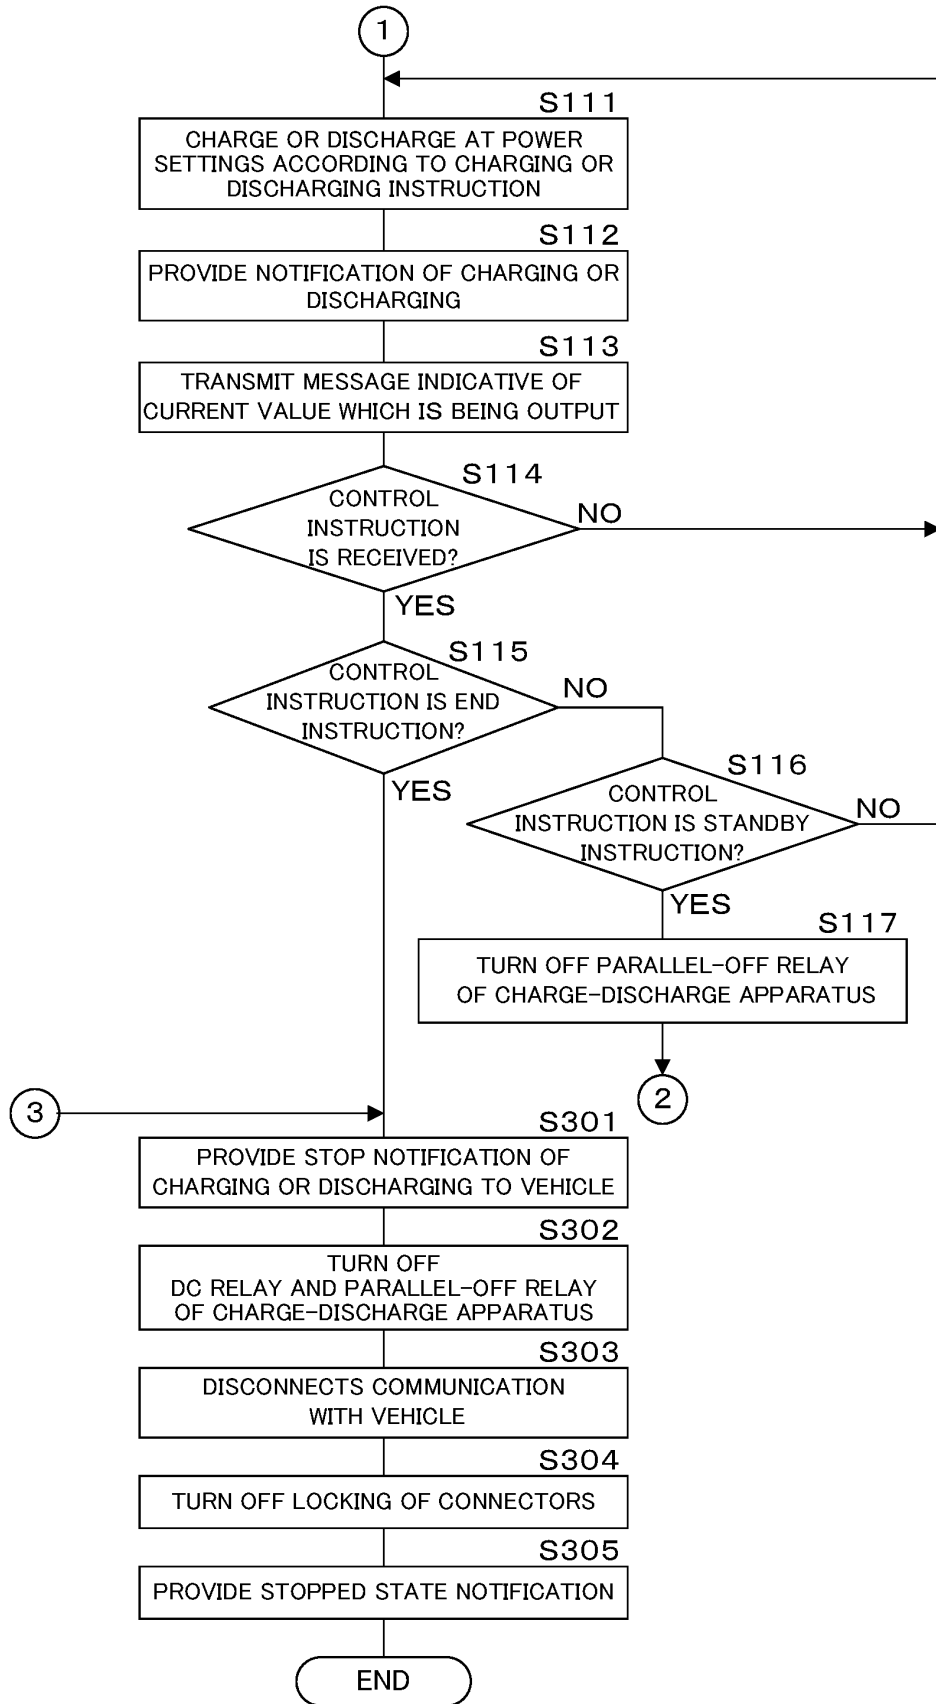 1
S111
CHARGE OR DISCHARGE AT POWER
SETTINGS ACCORDING TO CHARGING OR
DISCHARGING INSTRUCTION
S112
PROVIDE NOTIFICATION OF CHARGING OR
DISCHARGING
S113
TRANSMIT MESSAGE INDICATIVE OF
CURRENT VALUE WHICH IS BEING OUTPUT
S114
CONTROL
INSTRUCTION
IS RECEIVED?
NO
YES
S115
CONTROL
INSTRUCTION IS END
INSTRUCTION?
NO
YES
S116
CONTROL
INSTRUCTION IS STANDBY
INSTRUCTION?
NO
YES
S117
TURN OFF PARALLEL-OFF RELAY
OF CHARGE-DISCHARGE APPARATUS
2
3
S301
PROVIDE STOP NOTIFICATION OF
CHARGING OR DISCHARGING TO VEHICLE
S302
TURN OFF
DC RELAY AND PARALLEL-OFF RELAY
OF CHARGE-DISCHARGE APPARATUS
S303
DISCONNECTS COMMUNICATION
WITH VEHICLE
S304
TURN OFF LOCKING OF CONNECTORS
S305
PROVIDE STOPPED STATE NOTIFICATION
END